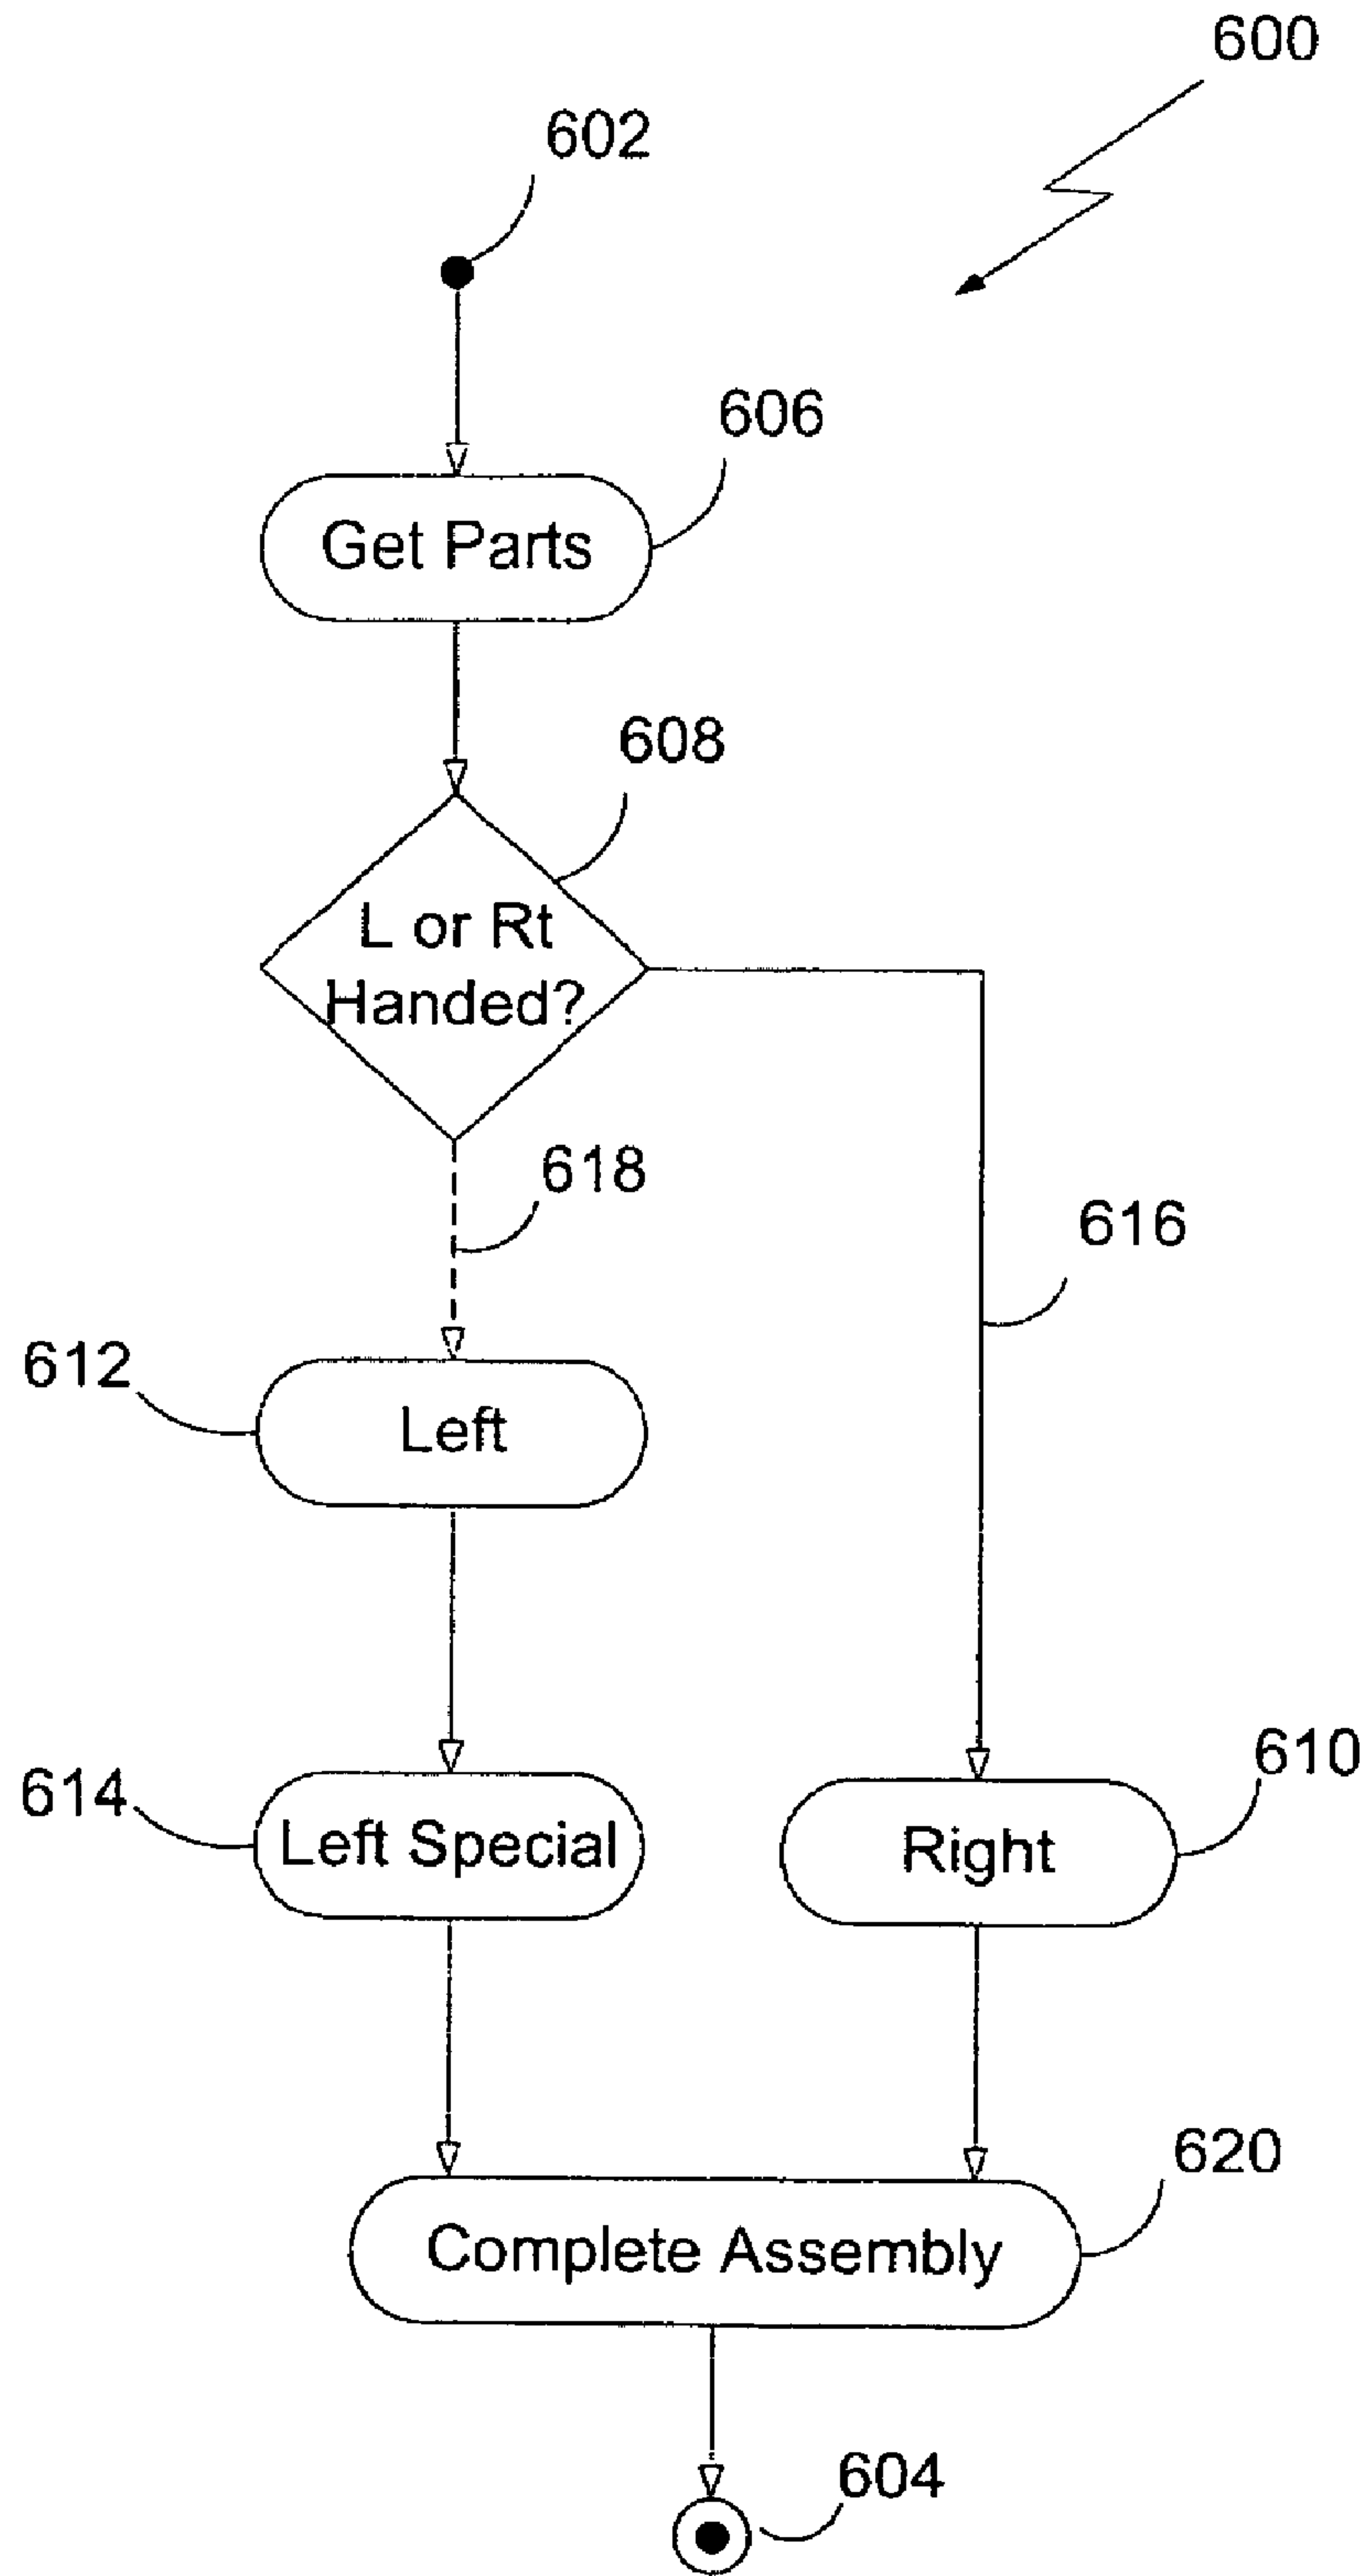 600
602
606
Get Parts
608
L or Rt
Handed?
618
616
612
Left
610
614
Left Special
Right
620
Complete Assembly
604